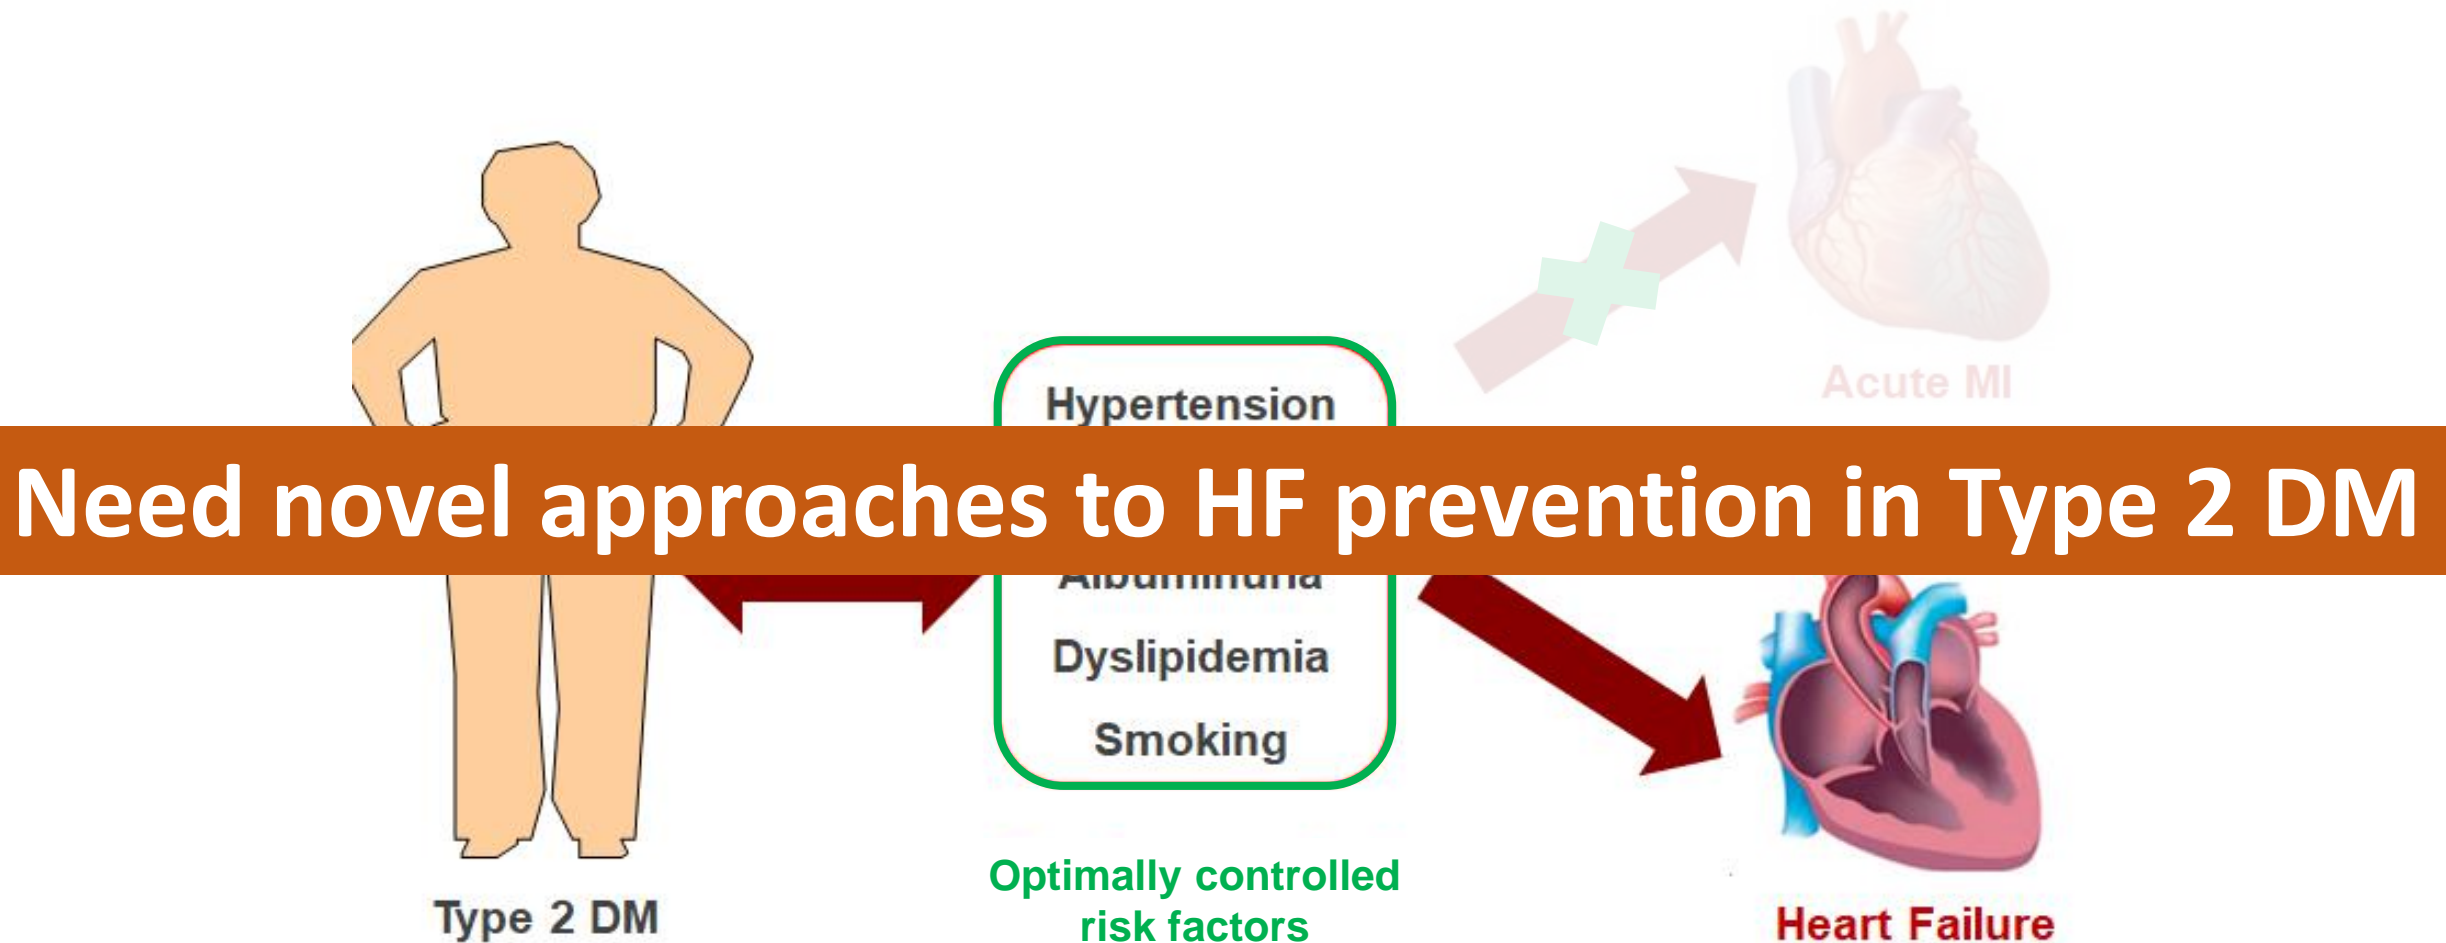 Acute MI
Hypertension
Need novel approaches to HF prevention in Type 2 DM
Albuminuria
Dyslipidemia
Smoking
Optimally controlled
risk factors
Type 2 DM
Heart Failure